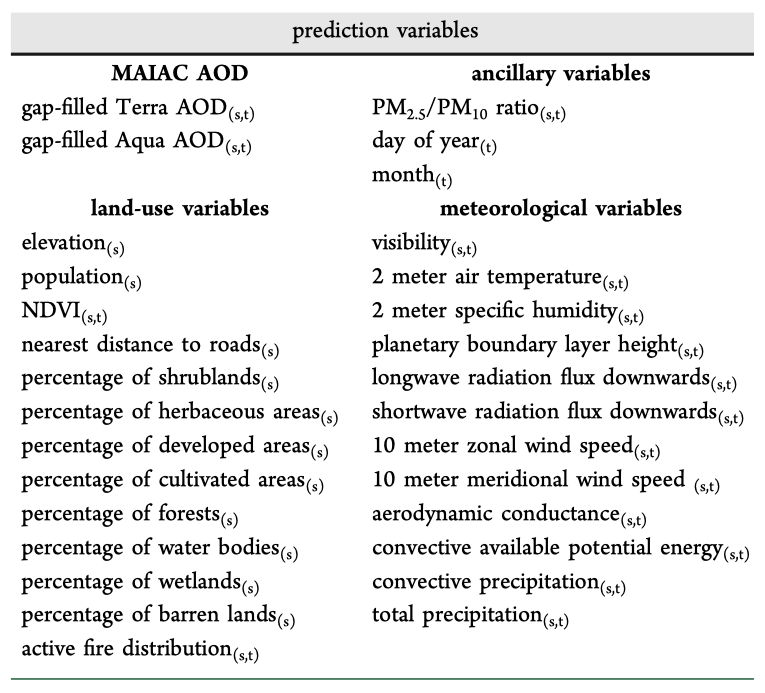 prediction variables
MAIAC AOD
gap-filled Terra AOD(s,t)
gap-filled Aqua AOD(s,t)
ancillary variables
PM2.5/PM10 ratio(s,t)
day of year(t)
month(t)
land-use variables
elevation(s)
population(s)
NDVI(s,t)
nearest distance to roads(s)
percentage of shrublands(s)
percentage of herbaceous areas(s)
percentage of developed areas(s)
percentage of cultivated areas(s)
percentage of forests(s)
percentage of water bodies(s)
percentage of wetlands(s)
percentage of barren lands(s)
active fire distribution(s,t)
meteorological variables
visibility(s,t)
2 meter air temperature(s,t)
2 meter specific humidity(s,t)
planetary boundary layer height(s,t)
longwave radiation flux downwards(s,t)
shortwave radiation flux downwards(s,t)
10 meter zonal wind speed(s,t)
10 meter meridional wind speed (s,t)
aerodynamic conductance(s,t)
convective available potential energy(s,t)
convective precipitation(s,t)
total precipitation(s,t)